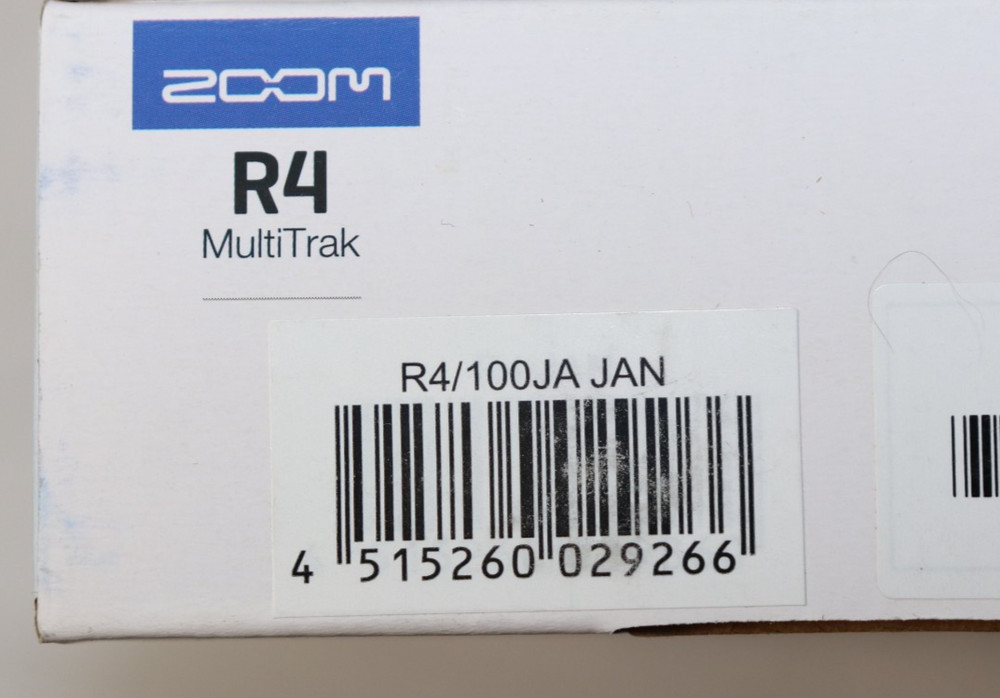 ZOOM
R4
MultiTrak
R4/100JA JAN
4 515260 029266